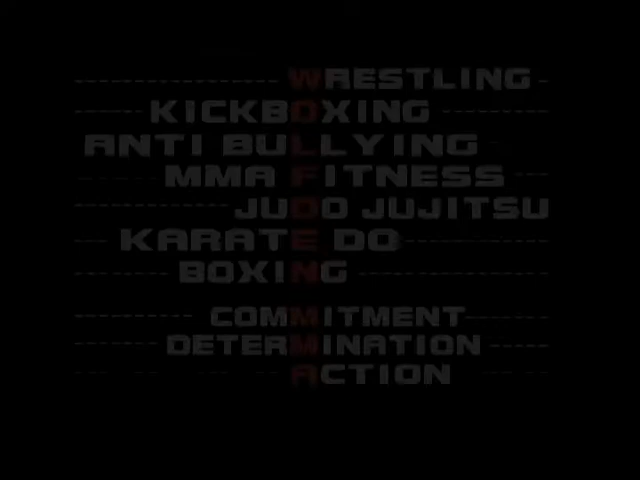 WRESTLING
KICKBOXING
ANTI BULLYING
MMA FITNESS
JUDO JUJITSU
KARATE DO
BOXING
COMMITMENT
DETERMINATION
ACTION